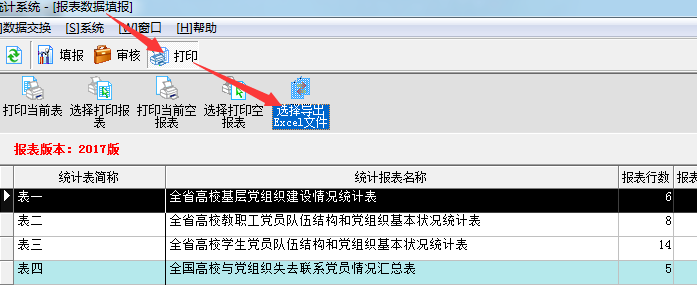 统计系统 - [报表数据填报]
]数据交换 [S]系统 [W]窗口 [H]帮助
填报 审核 打印
打印当前表 选择打印报表 打印当前空报表 选择打印空报表 选择导出Excel文件
报表版本: 2017版
统计表简称 统计报表名称 报表行数 报表
表一 全省高校基层党组织建设情况统计表 6
表二 全省高校教职工党员队伍结构和党组织基本状况统计表 8
表三 全省高校学生党员队伍结构和党组织基本状况统计表 14
表四 全国高校与党组织失去联系党员情况汇总表 5